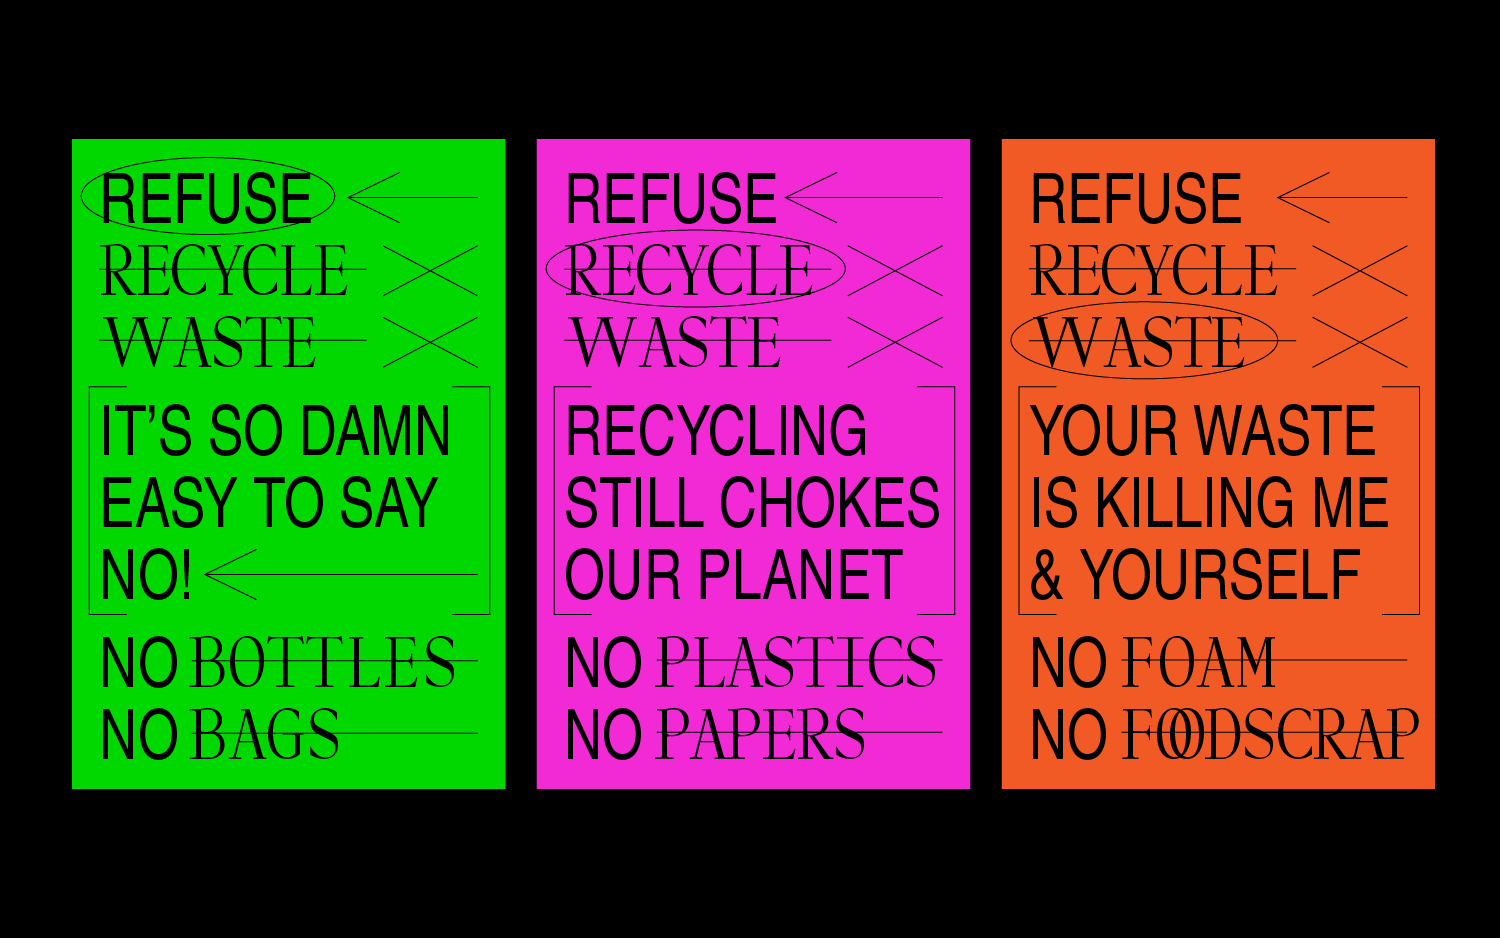 REFUSE
RECYCLE
WASTE
IT'S SO DAMN
EASY TO SAY
NO!
NO BOTTLES
NO BAGS
REFUSE
RECYCLE
WASTE
RECYCLING
STILL CHOKES
OUR PLANET
NO PLASTICS
NO PAPERS
REFUSE
RECYCLE
WASTE
YOUR WASTE
IS KILLING ME
& YOURSELF
NO FOAM
NO FOODSCRAP